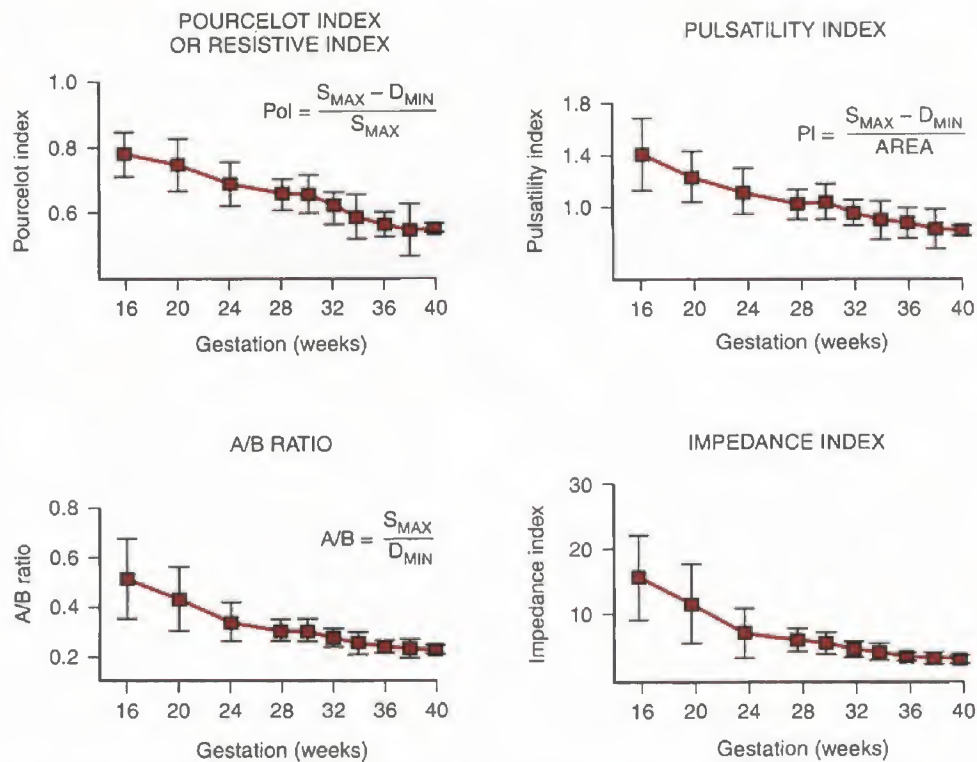 POURCELOT INDEX
OR RESISTIVE INDEX
1.0
0.8
0.6
Pourcelot index
PoI = S_MAX – D_MIN / S_MAX
16 20 24 28 32 36 40
Gestation (weeks)
PULSATILITY INDEX
1.8
1.4
1.0
Pulsatility index
PI = S_MAX – D_MIN / AREA
16 20 24 28 32 36 40
Gestation (weeks)
A/B RATIO
0.8
0.6
0.4
0.2
A/B ratio
A/B = S_MAX / D_MIN
16 20 24 28 32 36 40
Gestation (weeks)
IMPEDANCE INDEX
30
20
10
Impedance index
16 20 24 28 32 36 40
Gestation (weeks)